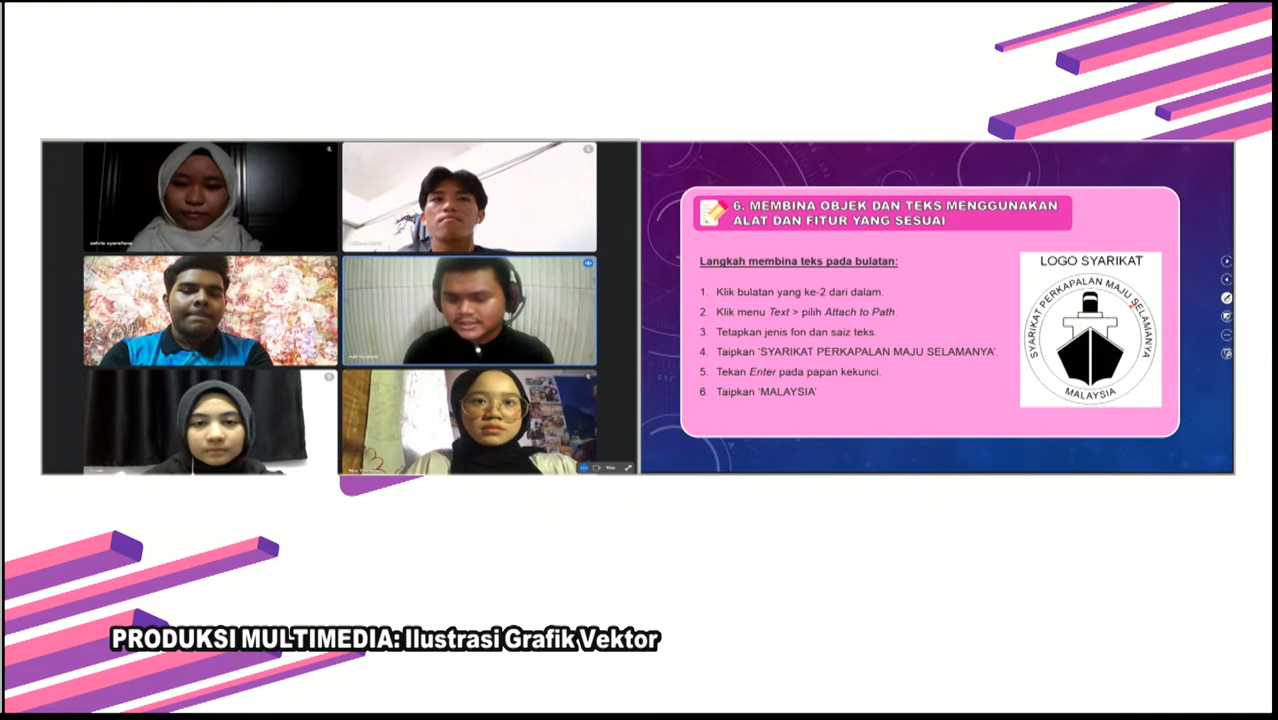 6. MEMBINA OBJEK DAN TEKS MENGGUNAKAN
ALAT DAN FITUR YANG SESUAI
Langkah membina teks pada bulatan:
1. Klik bulatan yang ke-2 dari dalam.
2. Klik menu Text > pilih Attach to Path.
3. Tetapkan jenis fon dan saiz teks.
4. Taipkan 'SYARIKAT PERKAPALAN MAJU SELAMANYA'.
5. Tekan Enter pada papan kekunci.
6. Taipkan 'MALAYSIA'
LOGO SYARIKAT
SYARIKAT PERKAPALAN MAJU SELAMANYA
MALAYSIA
You
PRODUKSI MULTIMEDIA: Ilustrasi Grafik Vektor